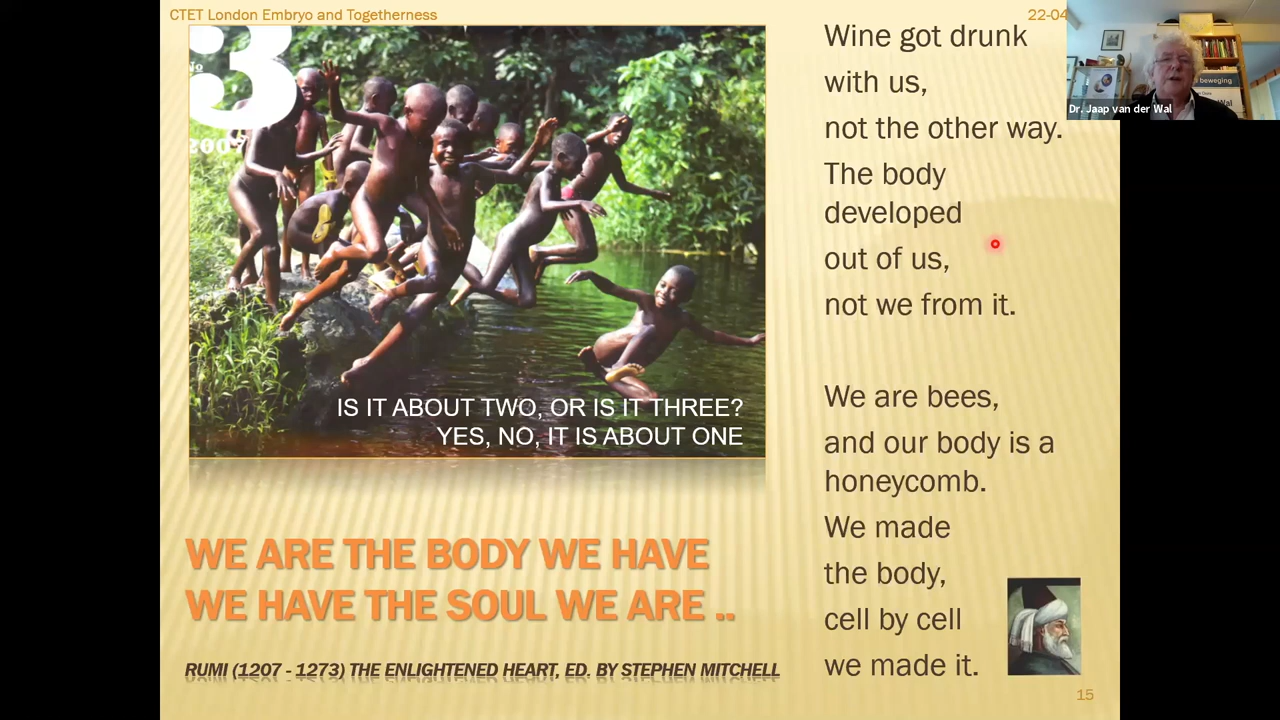 CTET London Embryo and Togetherness
22-04
No
3
2007
IS IT ABOUT TWO, OR IS IT THREE?
YES, NO, IT IS ABOUT ONE
WE ARE THE BODY WE HAVE
WE HAVE THE SOUL WE ARE ..
RUMI (1207 - 1273) THE ENLIGHTENED HEART, ED. BY STEPHEN MITCHELL
Wine got drunk
with us,
not the other way.
The body
developed
out of us,
not we from it.
We are bees,
and our body is a
honeycomb.
We made
the body,
cell by cell
we made it.
15
beweging
Wal
Dr. Jaap van der Wal